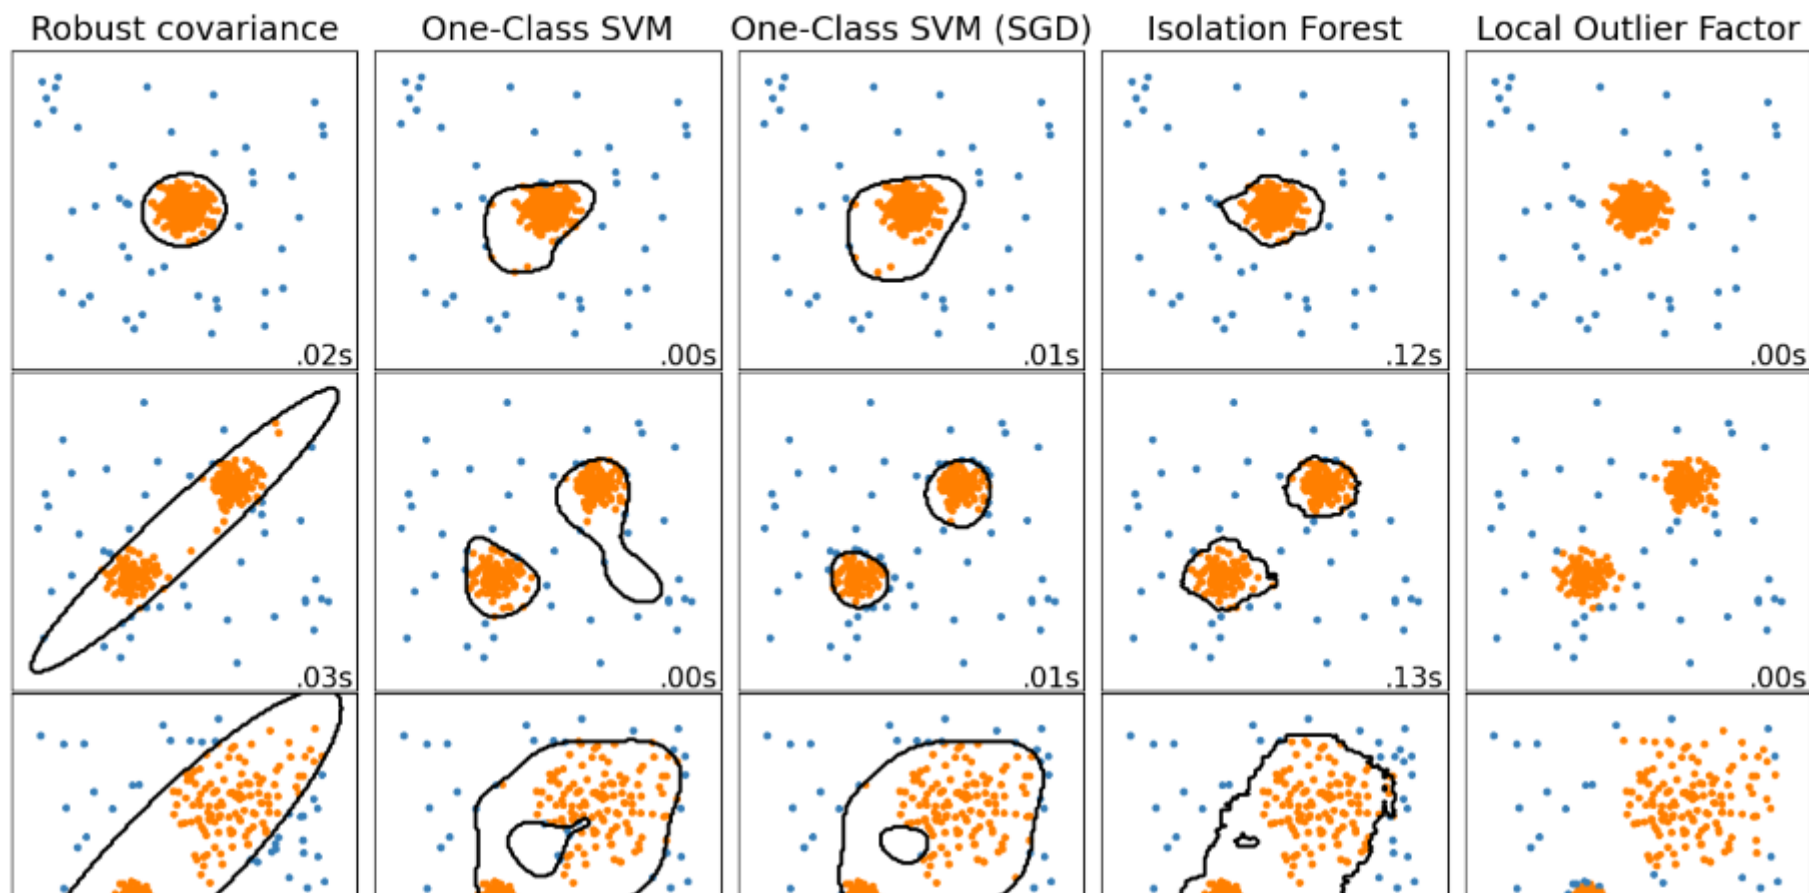 Robust covariance
One-Class SVM
One-Class SVM (SGD)
Isolation Forest
Local Outlier Factor
.02s
.00s
.01s
.12s
.00s
.03s
.00s
.01s
.13s
.00s